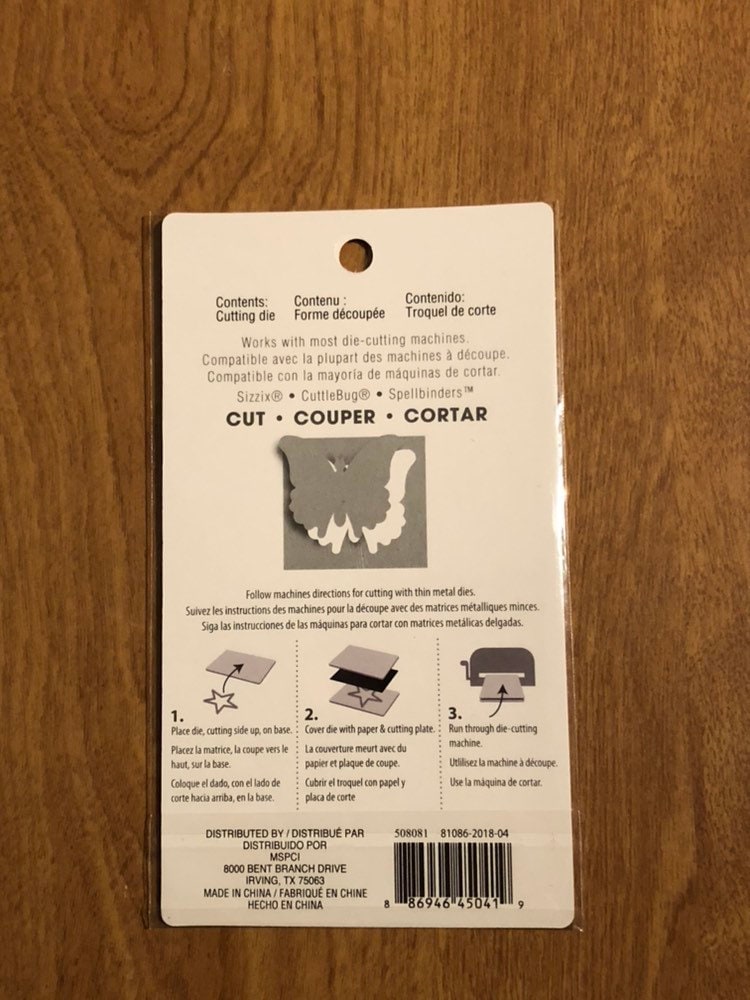 Contents: Contenu : Contenido:
Cutting die Forme découpée Troquel de corte
Works with most die-cutting machines.
Compatible avec la plupart des machines à découpe.
Compatible con la mayoría de máquinas de cortar.
Sizzix® • CuttleBug® • Spellbinders™
CUT • COUPER • CORTAR
Follow machines directions for cutting with thin metal dies.
Suivez les instructions des machines pour la découpe avec des matrices métalliques minces.
Siga las instrucciones de las máquinas para cortar con matrices metálicas delgadas.
1.
Place die, cutting side up, on base.
Placez la matrice, la coupe vers le
haut, sur la base.
Coloque el dado, con el lado de
corte hacia arriba, en la base.
2.
Cover die with paper & cutting plate.
La couverture meurt avec du
papier et plaque de coupe.
Cubrir el troquel con papel y
placa de corte
3.
Run through die-cutting
machine.
Utlilisez la machine à découpe.
Use la máquina de cortar.
DISTRIBUTED BY / DISTRIBUÉ PAR
DISTRIBUIDO POR
MSPCI
8000 BENT BRANCH DRIVE
IRVING, TX 75063
MADE IN CHINA / FABRIQUÉ EN CHINE
HECHO EN CHINA
508081 81086-2018-04
8 86946 45041 9